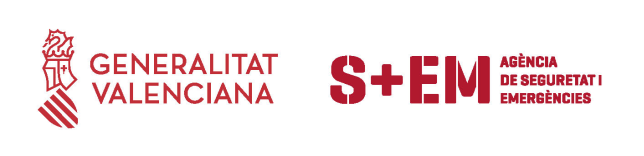 GENERALITAT
VALENCIANA
S+EM
AGÈNCIA
DE SEGURETAT I
EMERGÈNCIES